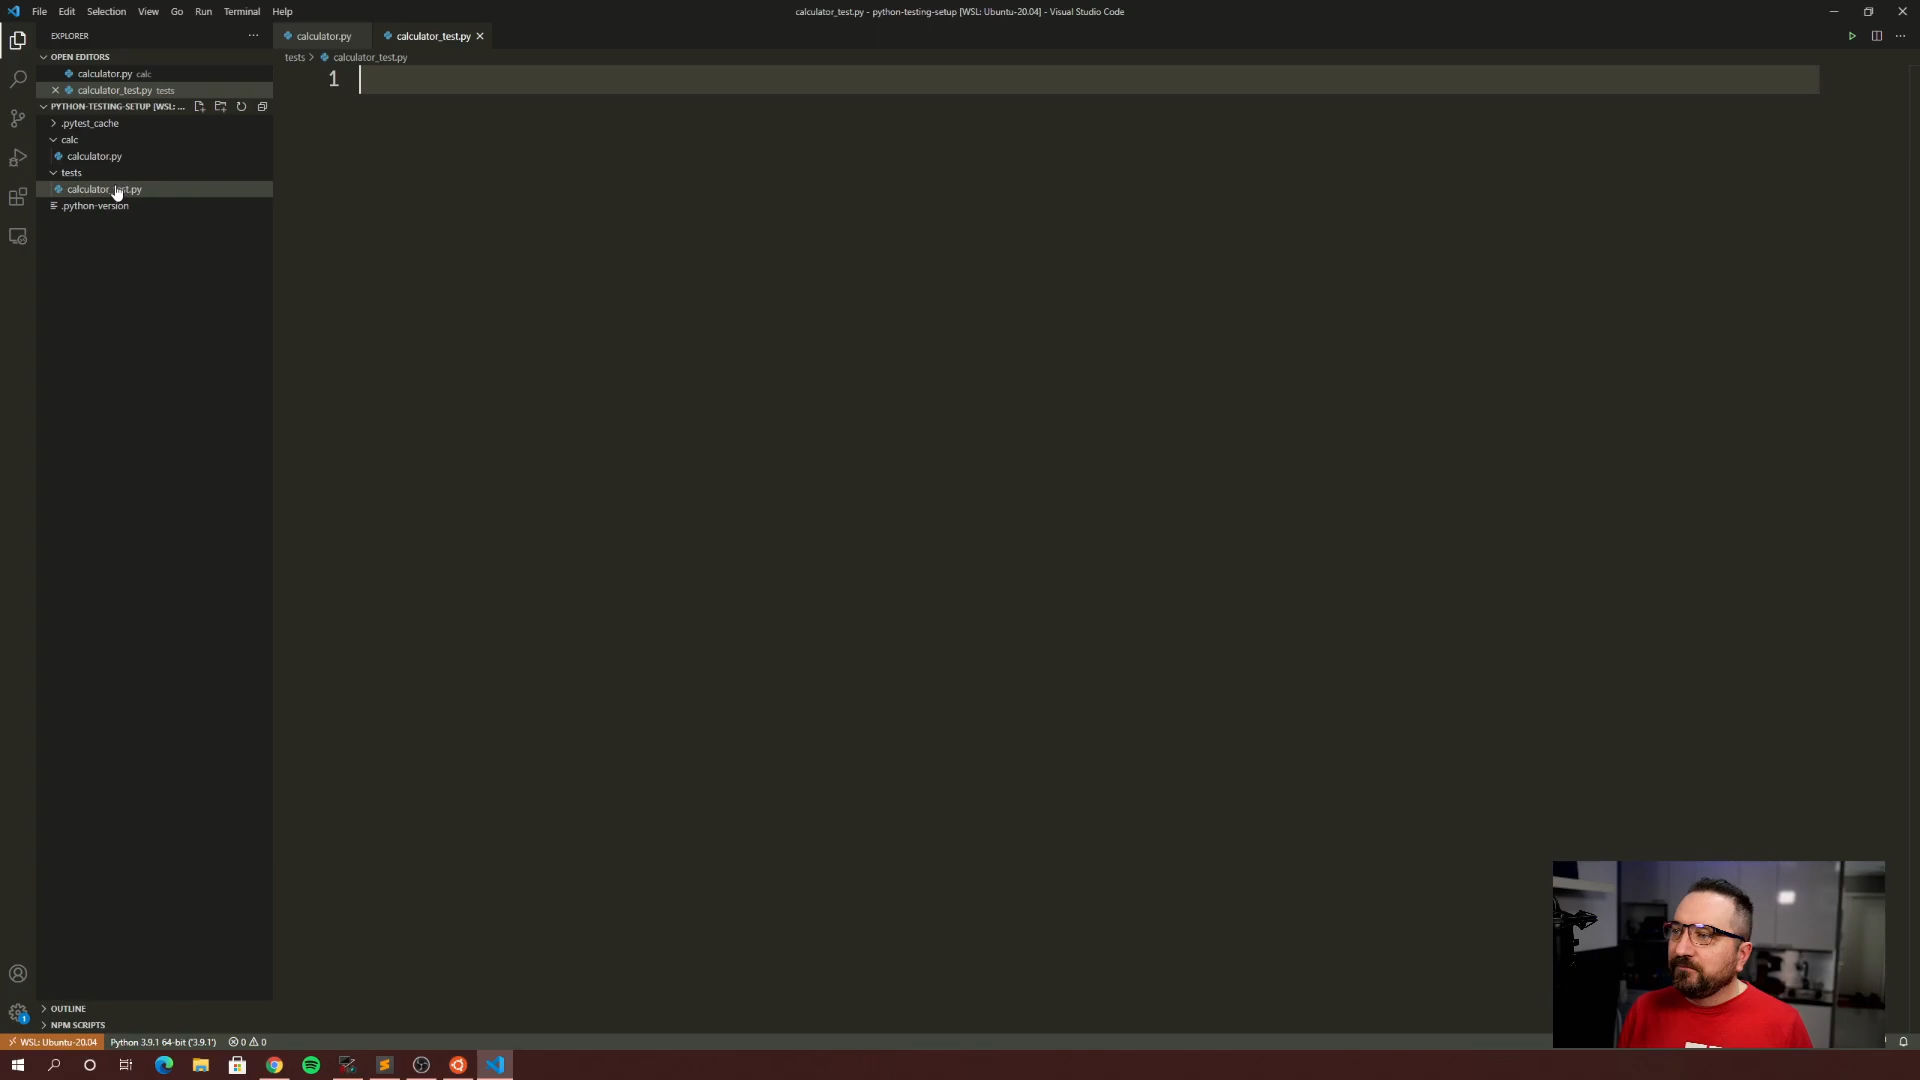 File Edit Selection View Go Run Terminal Help
calculator_test.py - python-testing-setup [WSL: Ubuntu-20.04] - Visual Studio Code
EXPLORER
OPEN EDITORS
calculator.py calc
calculator_test.py tests
PYTHON-TESTING-SETUP [WSL: ...
.pytest_cache
calc
calculator.py
tests
calculator_test.py
.python-version
OUTLINE
NPM SCRIPTS
calculator.py
calculator_test.py
tests > calculator_test.py
1
1
WSL: Ubuntu-20.04 Python 3.9.1 64-bit ('3.9.1') 0 0